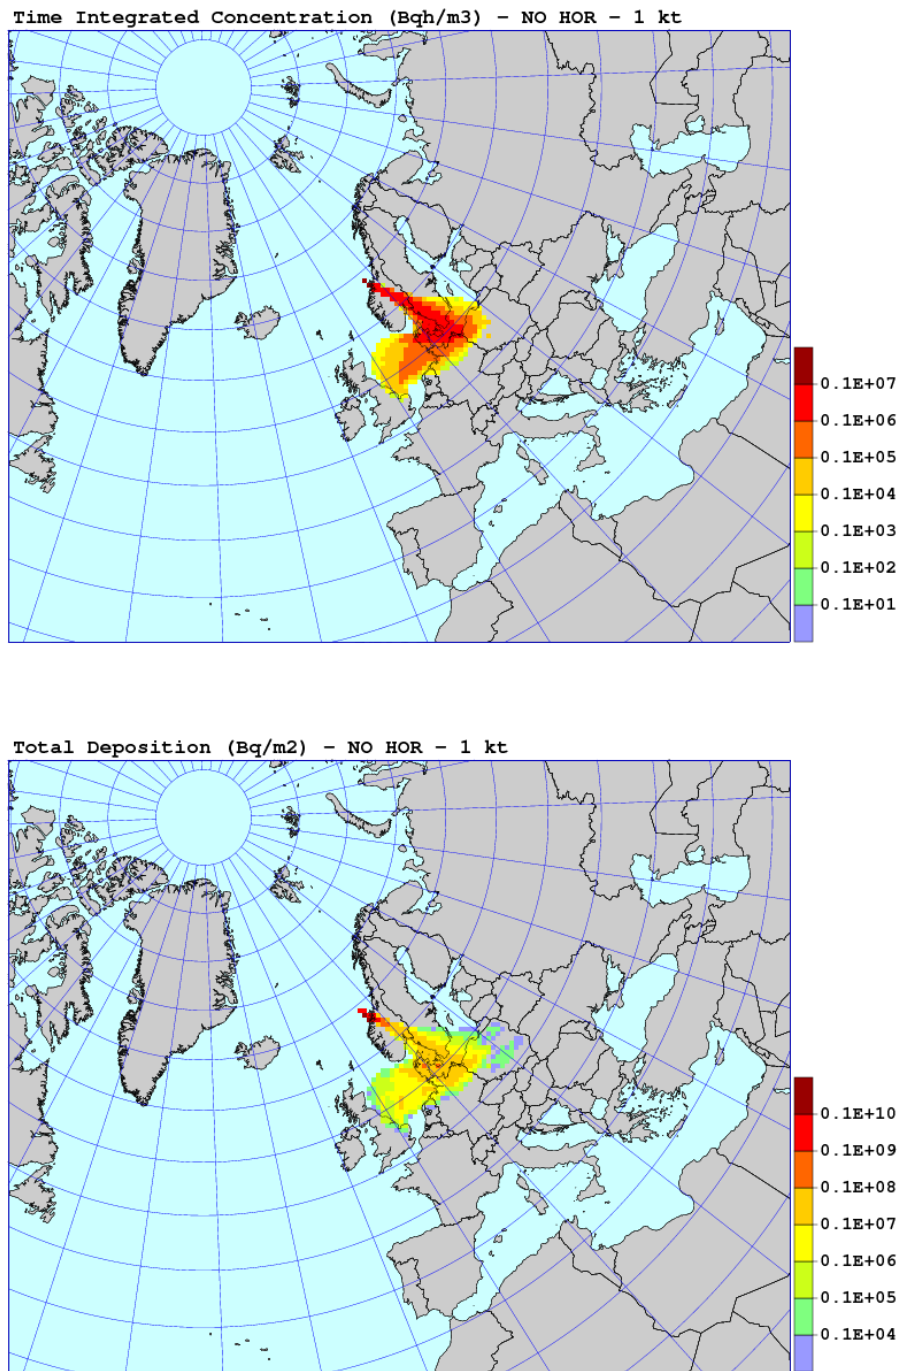 Time Integrated Concentration (Bqh/m3) – NO HOR – 1 kt
0.1E+07
0.1E+06
0.1E+05
0.1E+04
0.1E+03
0.1E+02
0.1E+01
Total Deposition (Bq/m2) – NO HOR – 1 kt
0.1E+10
0.1E+09
0.1E+08
0.1E+07
0.1E+06
0.1E+05
0.1E+04